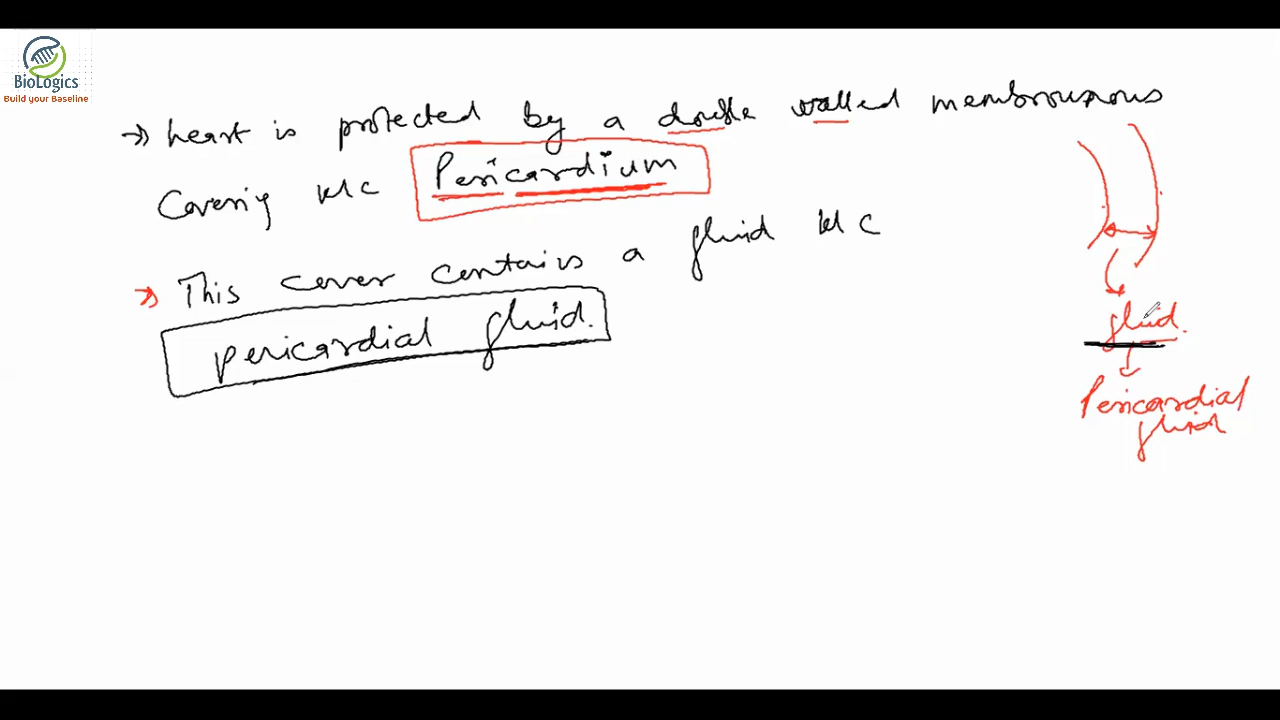 BioLogics
Build your Baseline
→ heart is protected by a double walled membrounous
Covering k/c Pericardium
→ This cover contains a fluid k/c
pericardial fluid.
fluid.
Pericardial
fluid